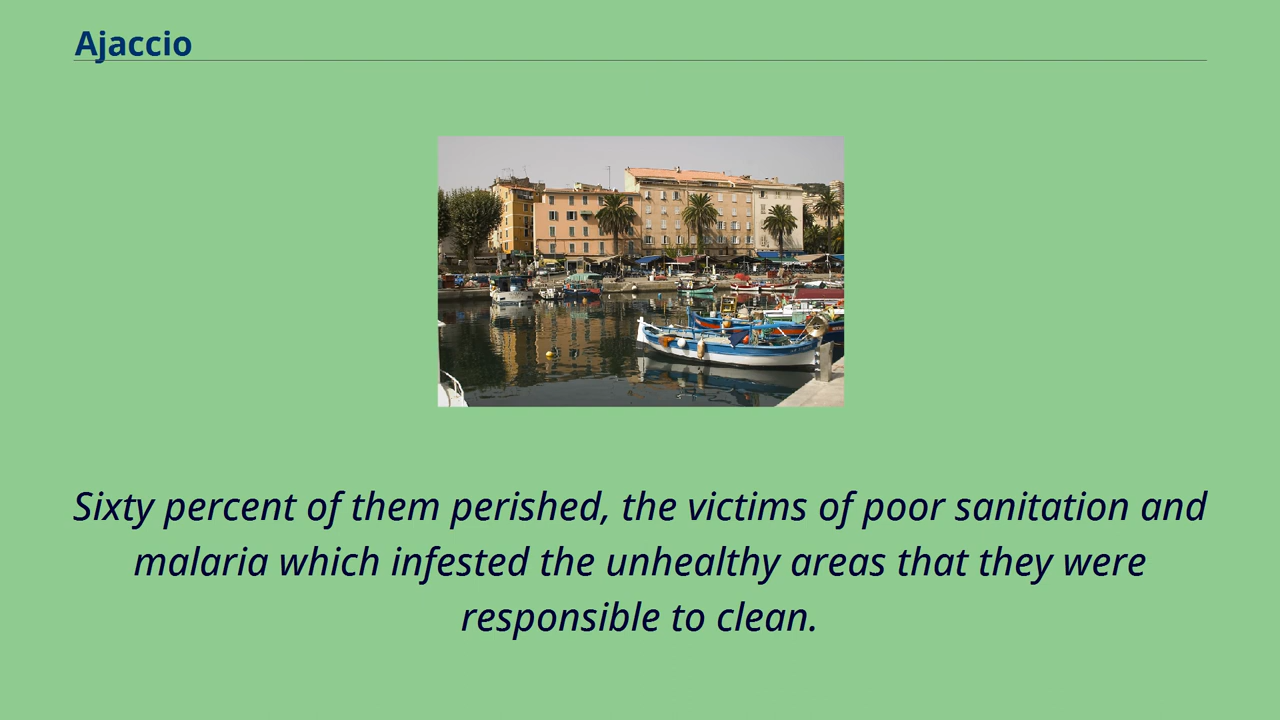 Ajaccio
Sixty percent of them perished, the victims of poor sanitation and
malaria which infested the unhealthy areas that they were
responsible to clean.